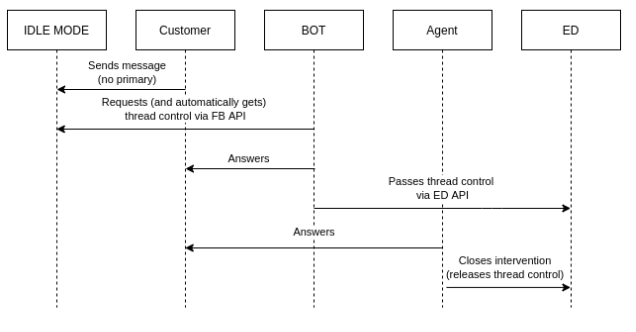 IDLE MODE
Customer
BOT
Agent
ED
Sends message
(no primary)
Requests (and automatically gets)
thread control via FB API
Answers
Passes thread control
via ED API
Answers
Closes intervention
(releases thread control)